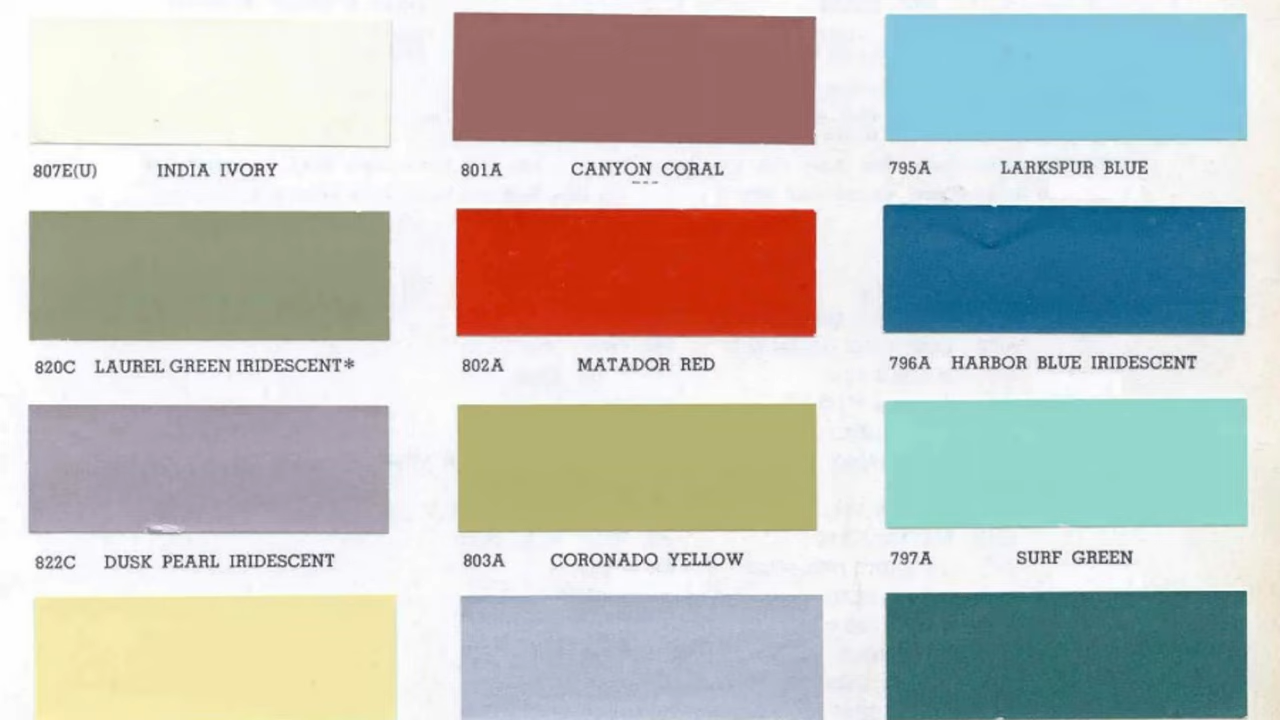 807E(U) INDIA IVORY
801A CANYON CORAL
795A LARKSPUR BLUE
820C LAUREL GREEN IRIDESCENT*
802A MATADOR RED
796A HARBOR BLUE IRIDESCENT
822C DUSK PEARL IRIDESCENT
803A CORONADO YELLOW
797A SURF GREEN